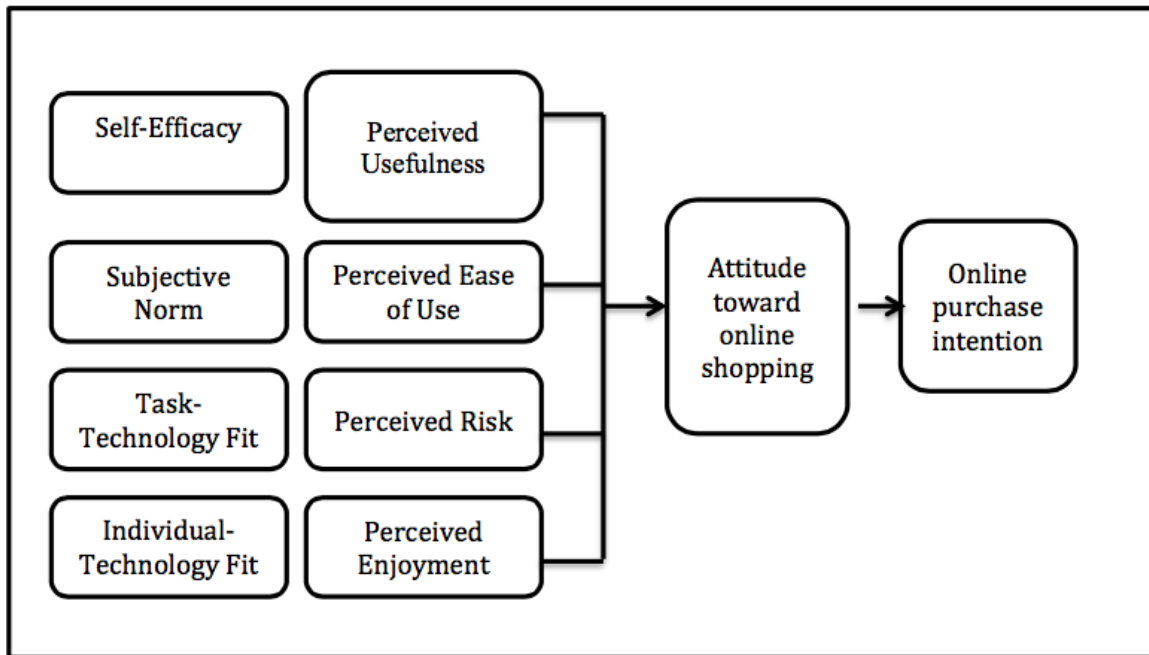 Self-Efficacy
Perceived
Usefulness
Subjective
Norm
Perceived Ease
of Use
Task-
Technology Fit
Perceived Risk
Individual-
Technology Fit
Perceived
Enjoyment
Attitude
toward
online
shopping
Online
purchase
intention